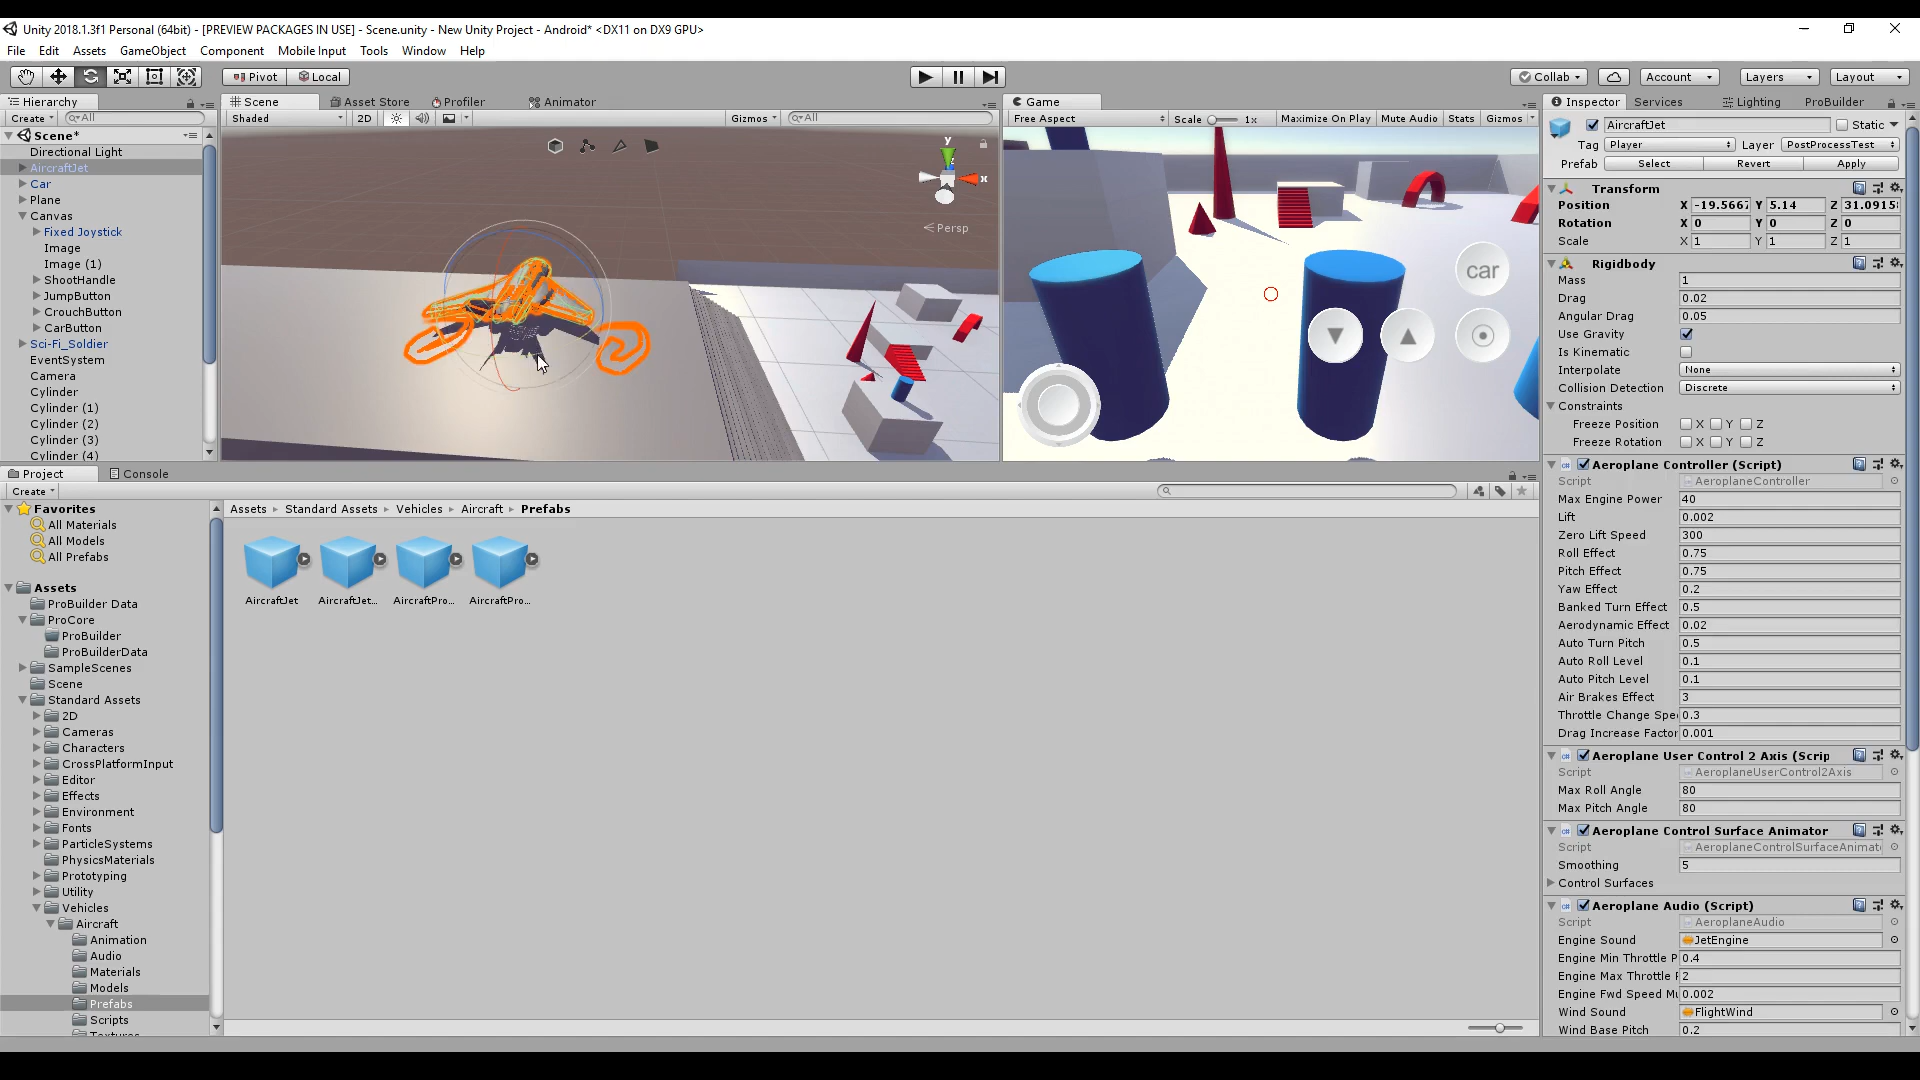 Unity 2018.1.3f1 Personal (64bit) - [PREVIEW PACKAGES IN USE] - Scene.unity - New Unity Project - Android* <DX11 on DX9 GPU>
File Edit Assets GameObject Component Mobile Input Tools Window Help
Pivot Local Collab Account Layers Layout
Hierarchy
Create All
Scene*
Directional Light
AircraftJet
Car
Plane
Canvas
Fixed Joystick
Image
Image (1)
ShootHandle
JumpButton
CrouchButton
CarButton
Sci-Fi_Soldier
EventSystem
Camera
Cylinder
Cylinder (1)
Cylinder (2)
Cylinder (3)
Cylinder (4)
Scene Asset Store Profiler Animator
Shaded 2D Gizmos All
y
x
Persp
Game
Free Aspect Scale 1x Maximize On Play Mute Audio Stats Gizmos
car
Project Console
Create
Favorites
All Materials
All Models
All Prefabs
Assets
ProBuilder Data
ProCore
ProBuilder
ProBuilderData
SampleScenes
Scene
Standard Assets
2D
Cameras
Characters
CrossPlatformInput
Editor
Effects
Environment
Fonts
ParticleSystems
PhysicsMaterials
Prototyping
Utility
Vehicles
Aircraft
Animation
Audio
Materials
Models
Prefabs
Scripts
Assets Standard Assets Vehicles Aircraft Prefabs
AircraftJet AircraftJet... AircraftPro... AircraftPro...
Inspector Services Lighting ProBuilder
AircraftJet Static
Tag Player Layer PostProcessTest
Prefab Select Revert Apply
Transform
Position X -19.5667 Y 5.14 Z 31.0915
Rotation X 0 Y 0 Z 0
Scale X 1 Y 1 Z 1
Rigidbody
Mass 1
Drag 0.02
Angular Drag 0.05
Use Gravity
Is Kinematic
Interpolate None
Collision Detection Discrete
Constraints
Freeze Position X Y Z
Freeze Rotation X Y Z
Aeroplane Controller (Script)
Script AeroplaneController
Max Engine Power 40
Lift 0.002
Zero Lift Speed 300
Roll Effect 0.75
Pitch Effect 0.75
Yaw Effect 0.2
Banked Turn Effect 0.5
Aerodynamic Effect 0.02
Auto Turn Pitch 0.5
Auto Roll Level 0.1
Auto Pitch Level 0.1
Air Brakes Effect 3
Throttle Change Spe 0.3
Drag Increase Factor 0.001
Aeroplane User Control 2 Axis (Scrip
Script AeroplaneUserControl2Axis
Max Roll Angle 80
Max Pitch Angle 80
Aeroplane Control Surface Animator
Script AeroplaneControlSurfaceAnimat
Smoothing 5
Control Surfaces
Aeroplane Audio (Script)
Script AeroplaneAudio
Engine Sound JetEngine
Engine Min Throttle P 0.4
Engine Max Throttle 2
Engine Fwd Speed Mu 0.002
Wind Sound FlightWind
Wind Base Pitch 0.2